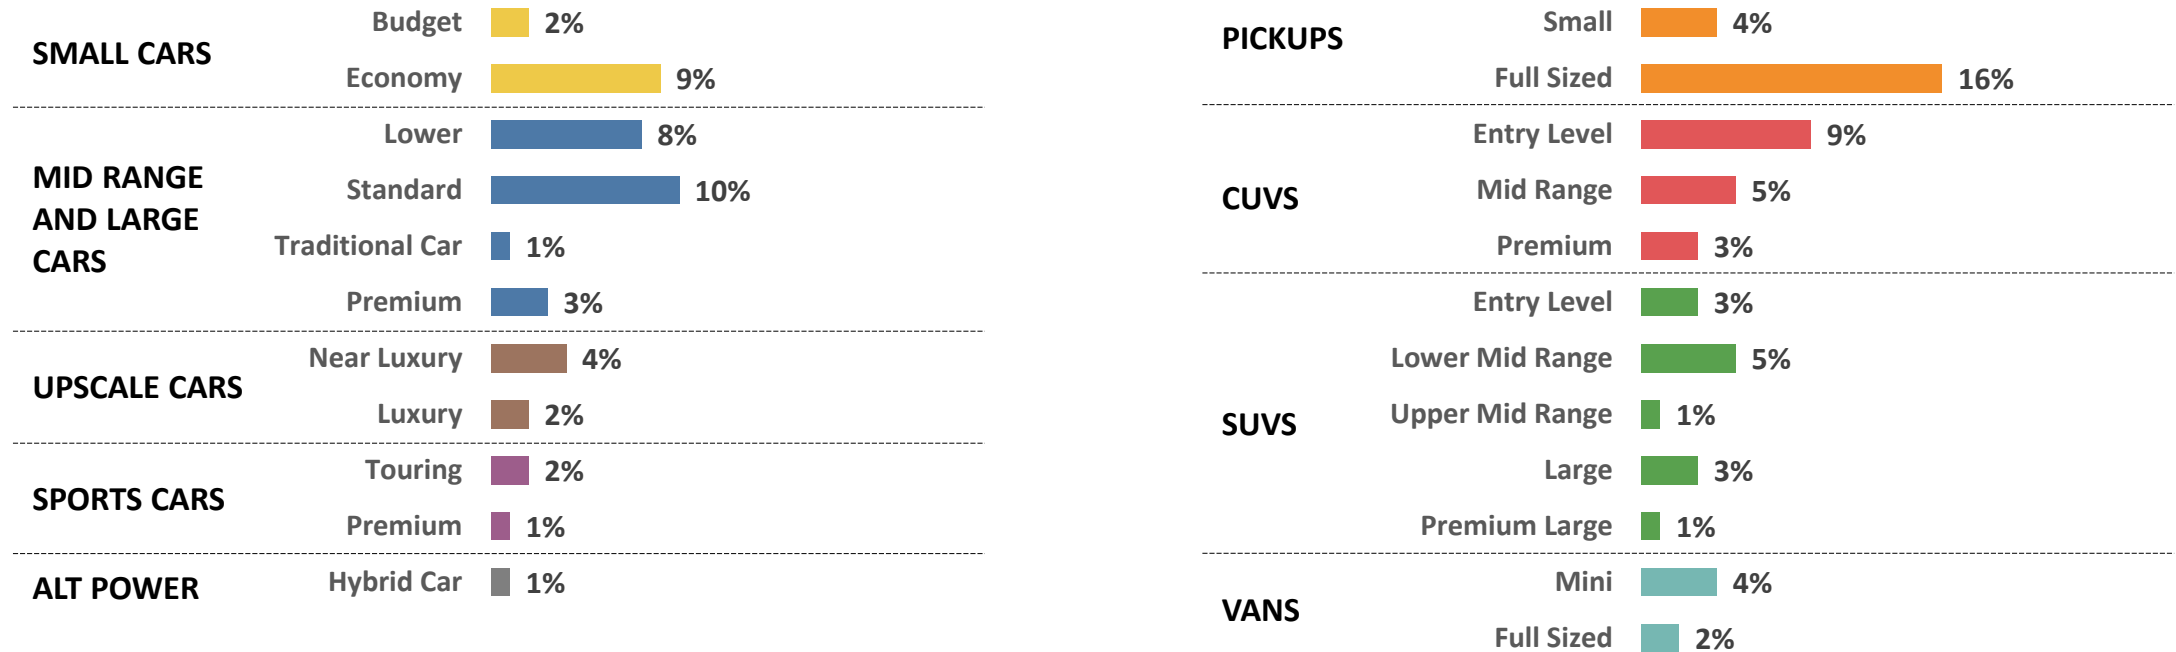 SMALL CARS
Budget 2%
Economy 9%
MID RANGE
AND LARGE
CARS
Lower 8%
Standard 10%
Traditional Car 1%
Premium 3%
UPSCALE CARS
Near Luxury 4%
Luxury 2%
SPORTS CARS
Touring 2%
Premium 1%
ALT POWER
Hybrid Car 1%
PICKUPS
Small 4%
Full Sized 16%
CUVS
Entry Level 9%
Mid Range 5%
Premium 3%
SUVS
Entry Level 3%
Lower Mid Range 5%
Upper Mid Range 1%
Large 3%
Premium Large 1%
VANS
Mini 4%
Full Sized 2%